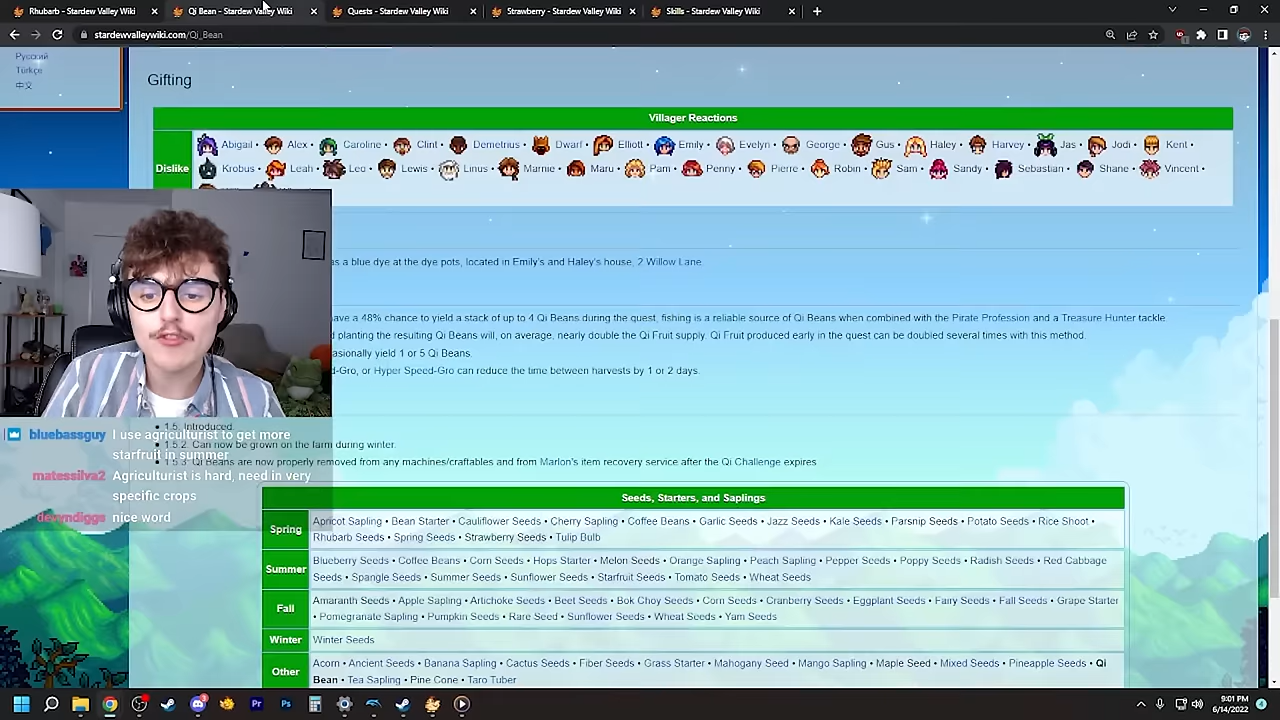 Rhubarb - Stardew Valley Wiki
Qi Bean - Stardew Valley Wiki
Quests - Stardew Valley Wiki
Strawberry - Stardew Valley Wiki
Skills - Stardew Valley Wiki
stardewvalleywiki.com/Qi_Bean
Русский
Türkçe
中文
Gifting
Villager Reactions
Dislike
Abigail • Alex • Caroline • Clint • Demetrius • Dwarf • Elliott • Emily • Evelyn • George • Gus • Haley • Harvey • Jas • Jodi • Kent •
Krobus • Leah • Leo • Lewis • Linus • Marnie • Maru • Pam • Penny • Pierre • Robin • Sam • Sandy • Sebastian • Shane • Vincent •
as a blue dye at the dye pots, located in Emily's and Haley's house, 2 Willow Lane
ave a 48% chance to yield a stack of up to 4 Qi Beans during the quest, fishing is a reliable source of Qi Beans when combined with the Pirate Profession and a Treasure Hunter tackle.
d planting the resulting Qi Beans will, on average, nearly double the Qi Fruit supply. Qi Fruit produced early in the quest can be doubled several times with this method.
asionally yield 1 or 5 Qi Beans.
d-Gro, or Hyper Speed-Gro can reduce the time between harvests by 1 or 2 days.
• 1.5: Introduced.
• 1.5.2: Can now be grown on the farm during winter.
• 1.5.3: Qi Beans are now properly removed from any machines/craftables and from Marlon's item recovery service after the Qi Challenge expires
bluebassguy I use agriculturist to get more
starfruit in summer
matessilva2 Agriculturist is hard, need in very
specific crops
devyndiggs nice word
Seeds, Starters, and Saplings
Spring
Apricot Sapling • Bean Starter • Cauliflower Seeds • Cherry Sapling • Coffee Beans • Garlic Seeds • Jazz Seeds • Kale Seeds • Parsnip Seeds • Potato Seeds • Rice Shoot •
Rhubarb Seeds • Spring Seeds • Strawberry Seeds • Tulip Bulb
Summer
Blueberry Seeds • Coffee Beans • Corn Seeds • Hops Starter • Melon Seeds • Orange Sapling • Peach Sapling • Pepper Seeds • Poppy Seeds • Radish Seeds • Red Cabbage
Seeds • Spangle Seeds • Summer Seeds • Sunflower Seeds • Starfruit Seeds • Tomato Seeds • Wheat Seeds
Fall
Amaranth Seeds • Apple Sapling • Artichoke Seeds • Beet Seeds • Bok Choy Seeds • Corn Seeds • Cranberry Seeds • Eggplant Seeds • Fairy Seeds • Fall Seeds • Grape Starter
• Pomegranate Sapling • Pumpkin Seeds • Rare Seed • Sunflower Seeds • Wheat Seeds • Yam Seeds
Winter
Winter Seeds
Other
Acorn • Ancient Seeds • Banana Sapling • Cactus Seeds • Fiber Seeds • Grass Starter • Mahogany Seed • Mango Sapling • Maple Seed • Mixed Seeds • Pineapple Seeds • Qi
Bean • Tea Sapling • Pine Cone • Taro Tuber
9:01 PM
6/14/2022